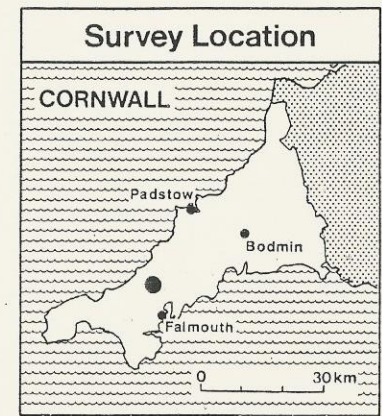 Survey Location
CORNWALL
Padstow
Bodmin
Falmouth
0 30km